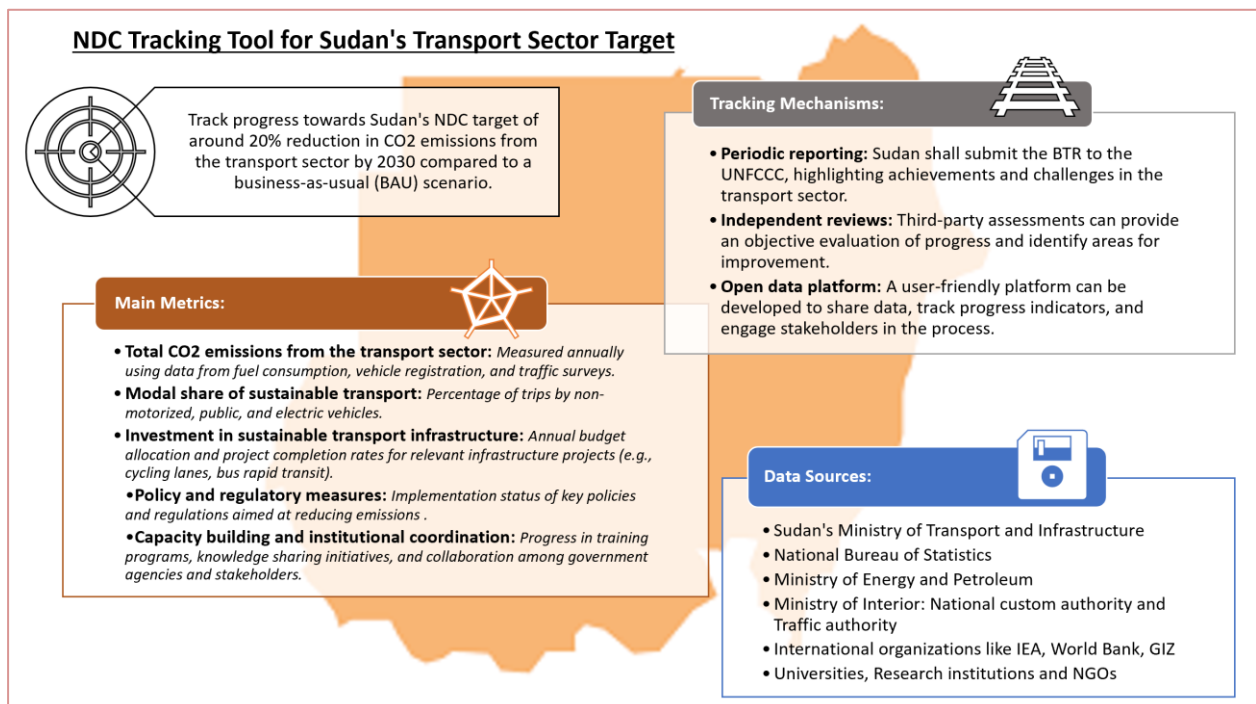 NDC Tracking Tool for Sudan's Transport Sector Target
Track progress towards Sudan's NDC target of
around 20% reduction in CO2 emissions from
the transport sector by 2030 compared to a
business-as-usual (BAU) scenario.
Main Metrics:
•Total CO2 emissions from the transport sector: Measured annually
using data from fuel consumption, vehicle registration, and traffic surveys.
•Modal share of sustainable transport: Percentage of trips by non-
motorized, public, and electric vehicles.
•Investment in sustainable transport infrastructure: Annual budget
allocation and project completion rates for relevant infrastructure projects (e.g.,
cycling lanes, bus rapid transit).
•Policy and regulatory measures: Implementation status of key policies
and regulations aimed at reducing emissions .
•Capacity building and institutional coordination: Progress in training
programs, knowledge sharing initiatives, and collaboration among government
agencies and stakeholders.
Tracking Mechanisms:
•Periodic reporting: Sudan shall submit the BTR to the
UNFCCC, highlighting achievements and challenges in the
transport sector.
•Independent reviews: Third-party assessments can provide
an objective evaluation of progress and identify areas for
improvement.
•Open data platform: A user-friendly platform can be
developed to share data, track progress indicators, and
engage stakeholders in the process.
Data Sources:
•Sudan's Ministry of Transport and Infrastructure
•National Bureau of Statistics
•Ministry of Energy and Petroleum
•Ministry of Interior: National custom authority and
Traffic authority
•International organizations like IEA, World Bank, GIZ
•Universities, Research institutions and NGOs